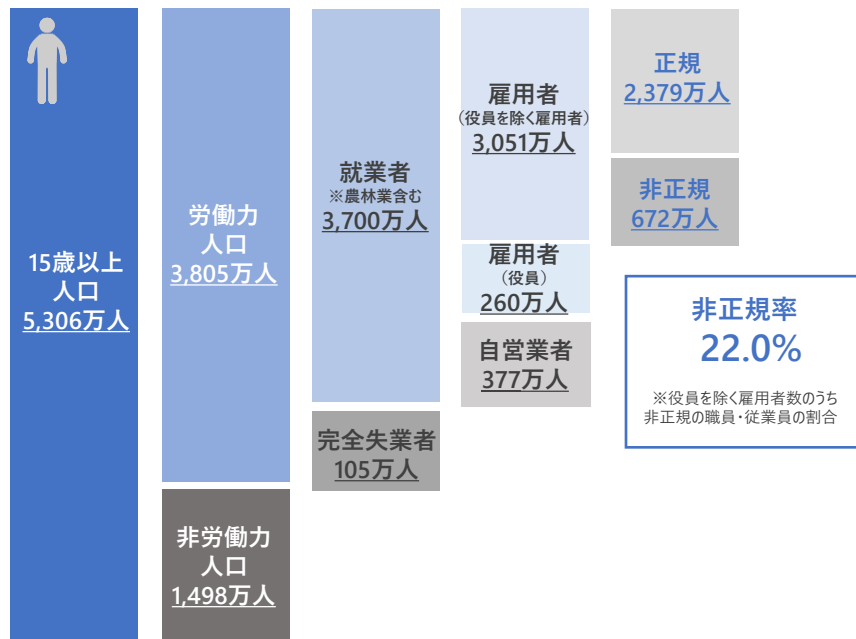 15歳以上
人口
5,306万人
労働力
人口
3,805万人
非労働力
人口
1,498万人
就業者
※農林業含む
3,700万人
完全失業者
105万人
雇用者
（役員を除く雇用者）
3,051万人
雇用者
（役員）
260万人
自営業者
377万人
正規
2,379万人
非正規
672万人
非正規率
22.0%
※役員を除く雇用者数のうち
非正規の職員・従業員の割合